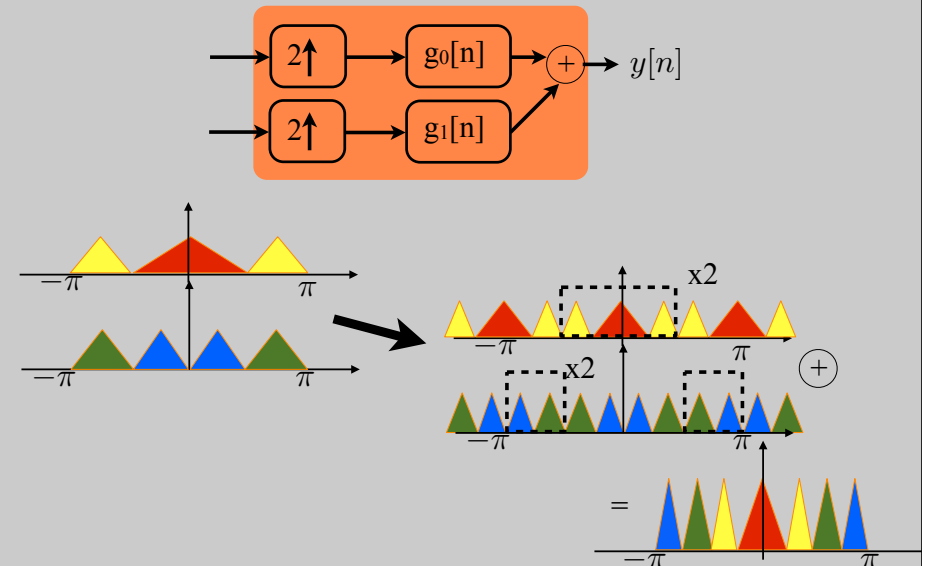 2↑ g₀[n] + y[n]
2↑ g₁[n]
x2
−π π −π π
x2 +
−π π −π π
=
−π π